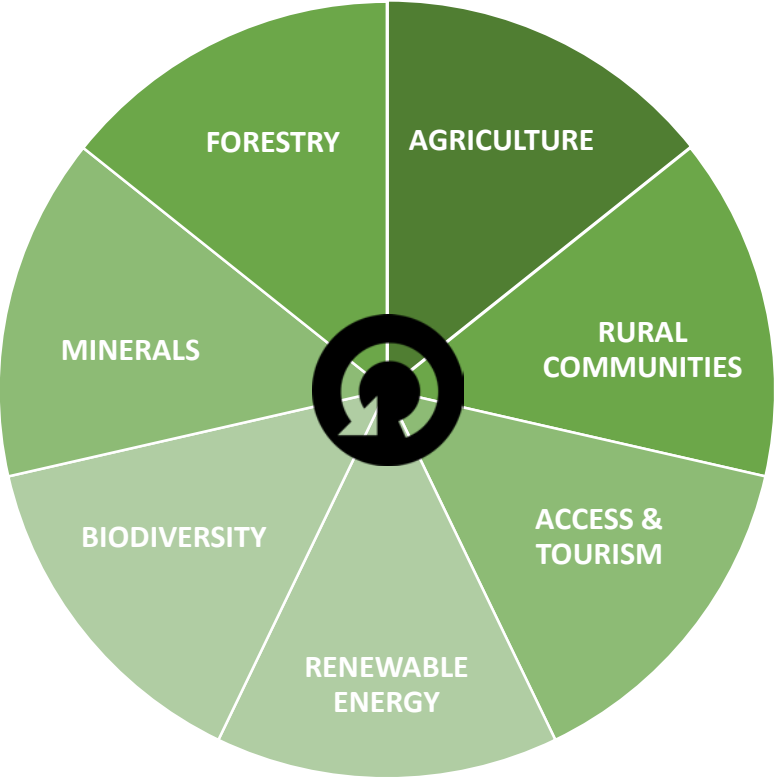 FORESTRY
AGRICULTURE
RURAL
COMMUNITIES
ACCESS &
TOURISM
RENEWABLE
ENERGY
BIODIVERSITY
MINERALS